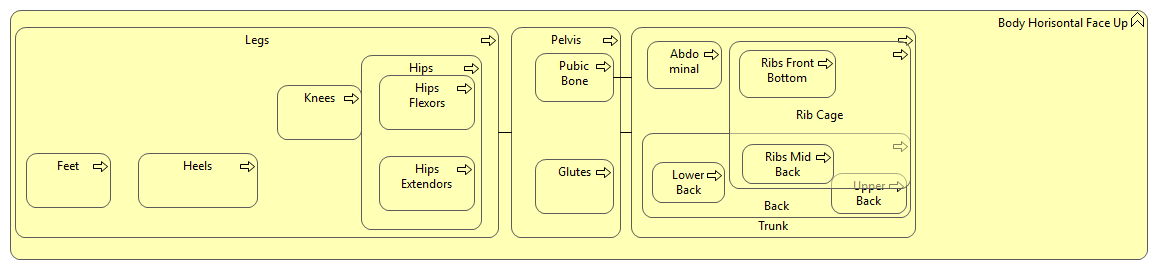 Body Horisontal Face Up
Legs
Hips
Hips
Flexors
Knees
Feet
Heels
Hips
Extendors
Pelvis
Pubic
Bone
Glutes
Abdo
minal
Ribs Front
Bottom
Rib Cage
Ribs Mid
Back
Lower
Back
Upper
Back
Back
Trunk